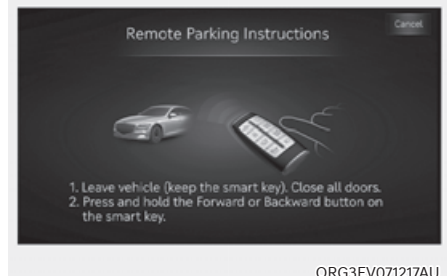 Cancel
Remote Parking Instructions
1. Leave vehicle (keep the smart key). Close all doors.
2. Press and hold the Forward or Backward button on
the smart key.
ORG3EV071217AU